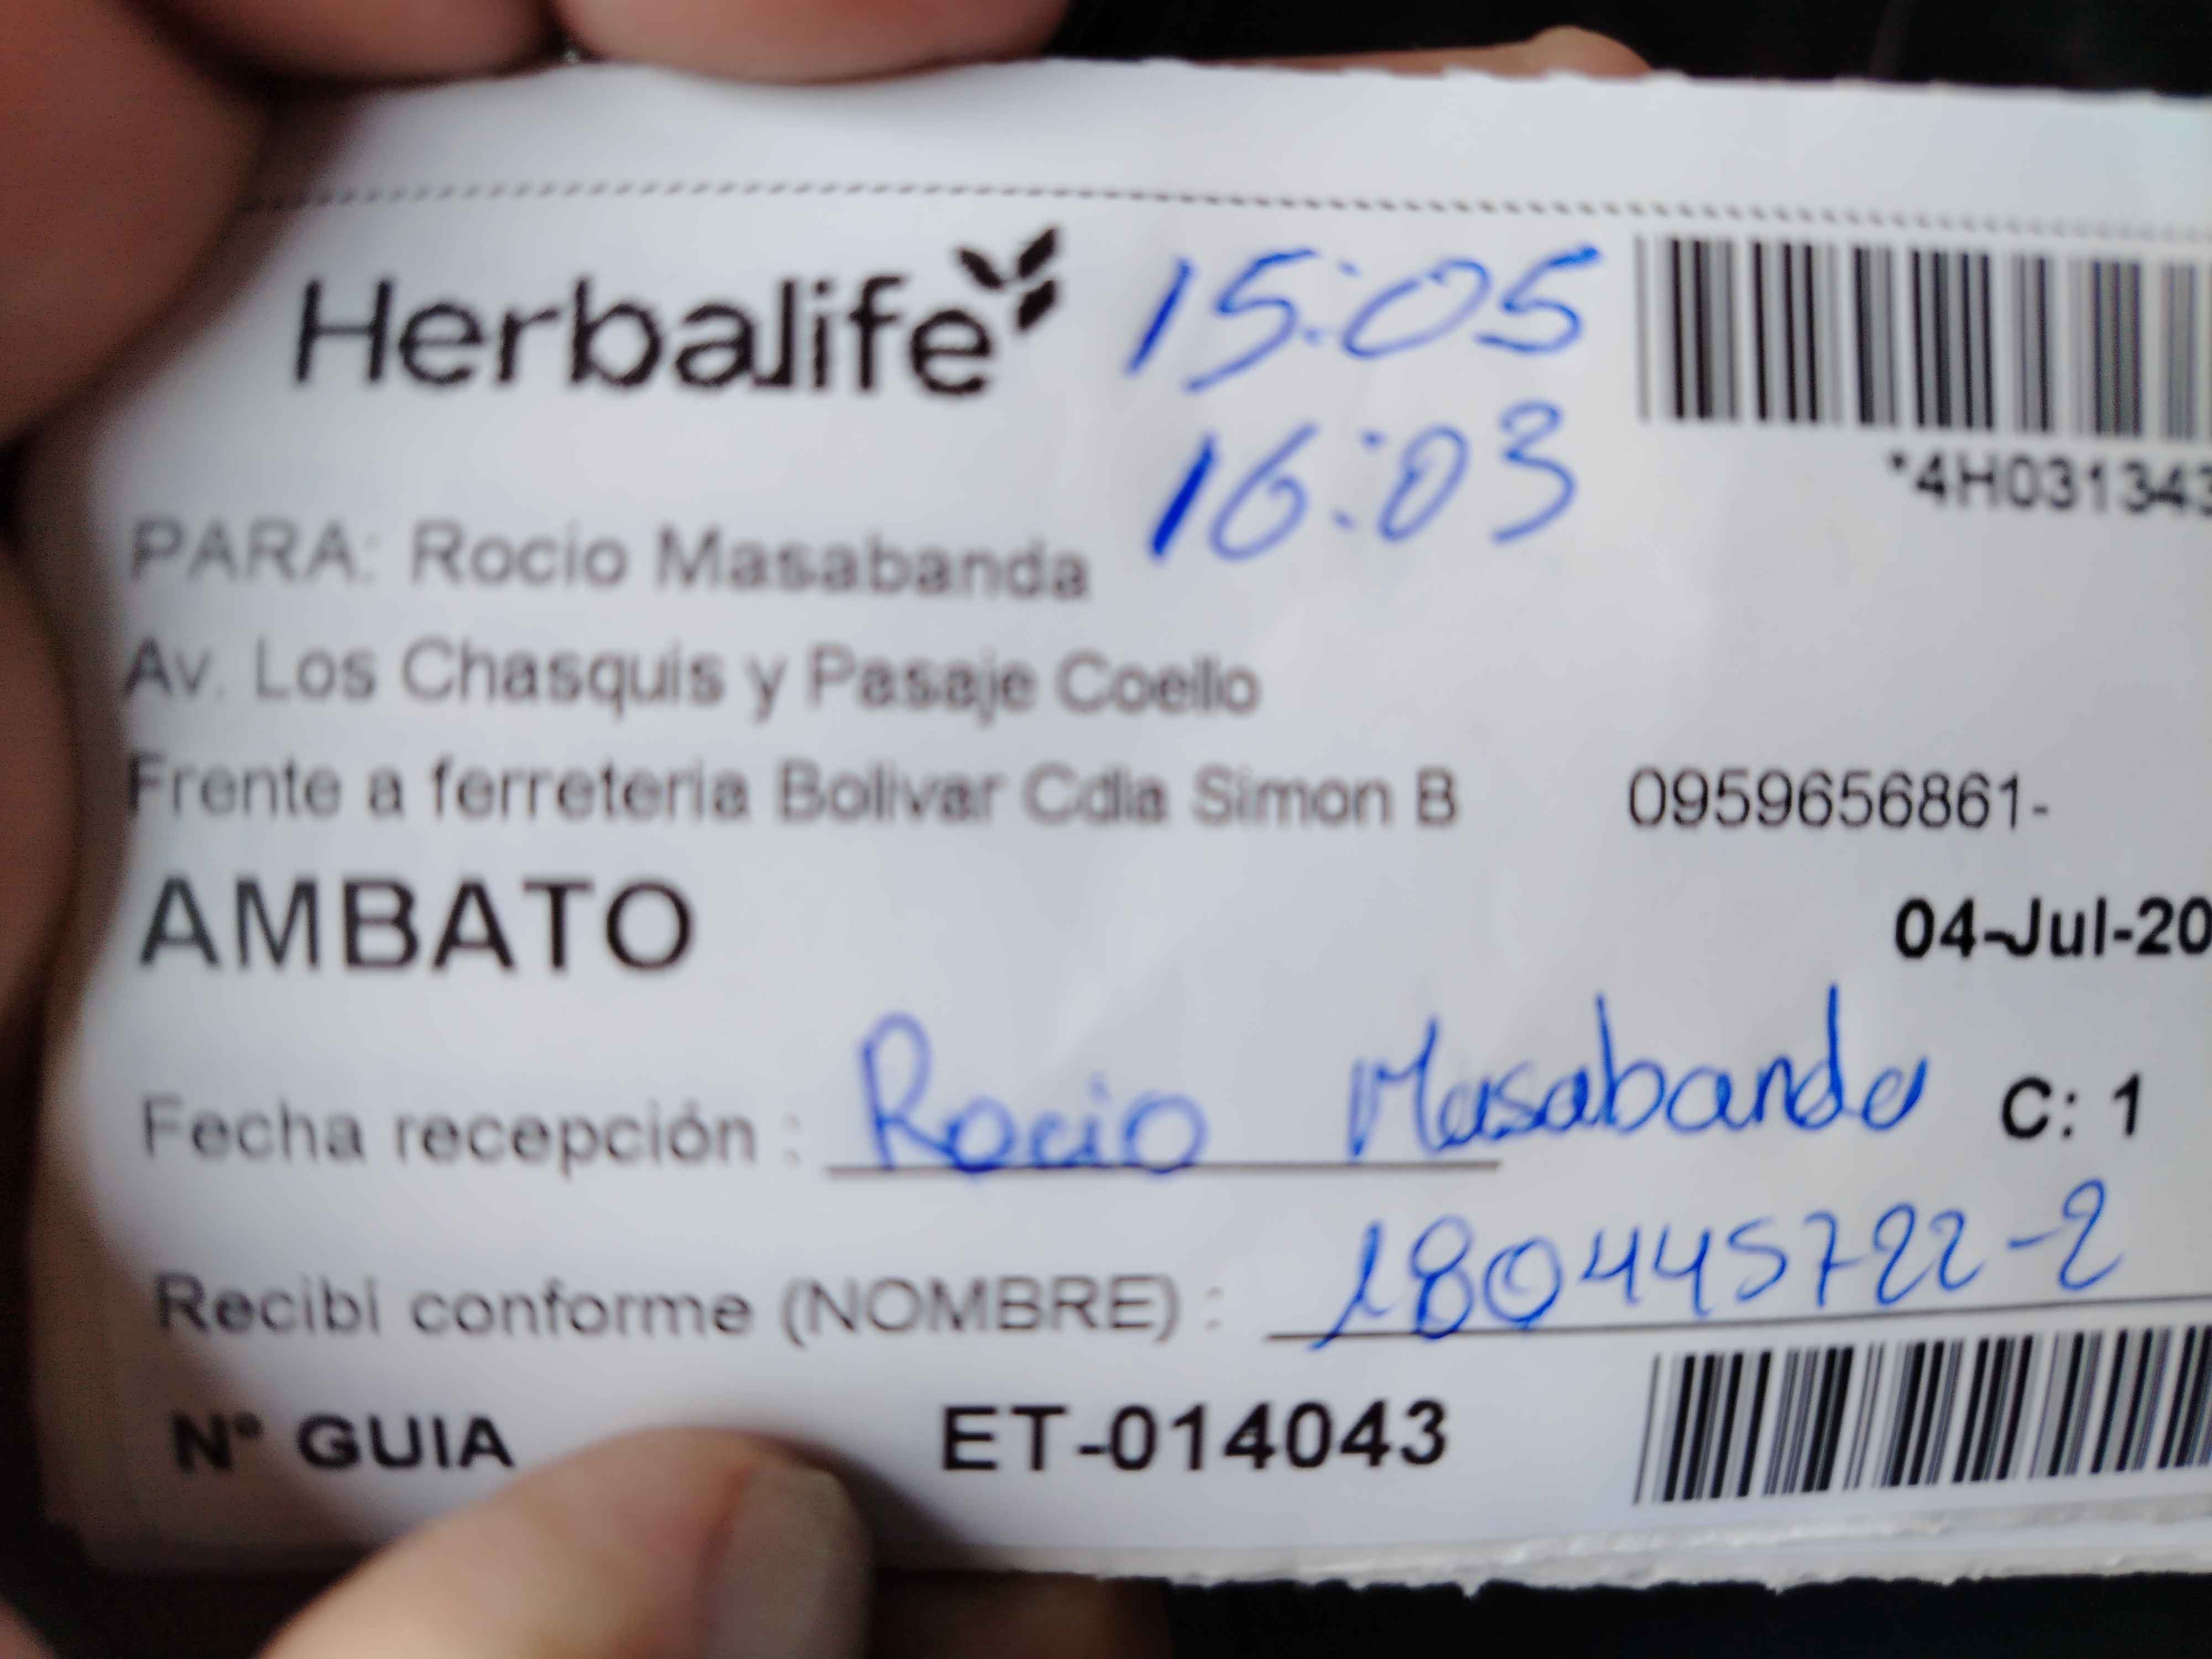 Herbalife 15:05
16:03
*4H031343
PARA: Rocio Masabanda
Av. Los Chasquis y Pasaje Coello
Frente a ferreteria Bolivar Cdla Simon B 0959656861-
AMBATO
04-Jul-20
Fecha recepción : Rocio Masabanda C: 1
Recibí conforme (NOMBRE) : 180445722-2
N° GUIA ET-014043